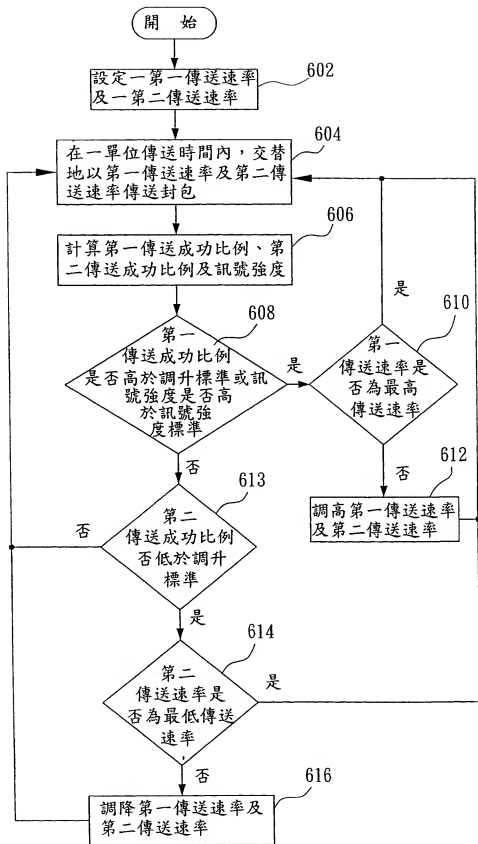 開 始
設定一第一傳送速率
及一第二傳送速率
602
在一單位傳送時間內，交替
地以第一傳送速率及第二傳
送速率傳送封包
604
計算第一傳送成功比例、第
二傳送成功比例及訊號強度
606
第一
傳送成功比例
是否高於調升標準或訊
號強度是否高
於訊號強
度標準
608
是
第一
傳送速率是
否為最高
傳送速率
610
是
否
調高第一傳送速率
及第二傳送速率
612
否
第二
傳送成功比例
否低於調升
標準
613
否
是
第二
傳送速率是
否為最低傳送
速率
614
是
否
調降第一傳送速率及
第二傳送速率
616